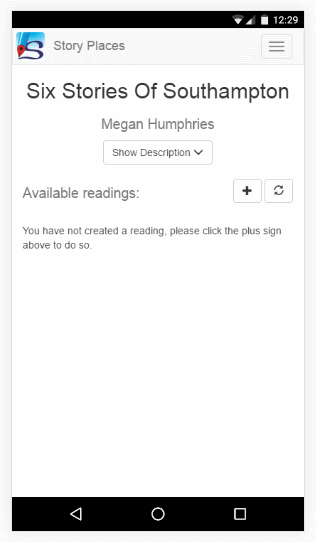 12:29
Story Places
Six Stories Of Southampton
Megan Humphries
Show Description
Available readings:
You have not created a reading, please click the plus sign
above to do so.